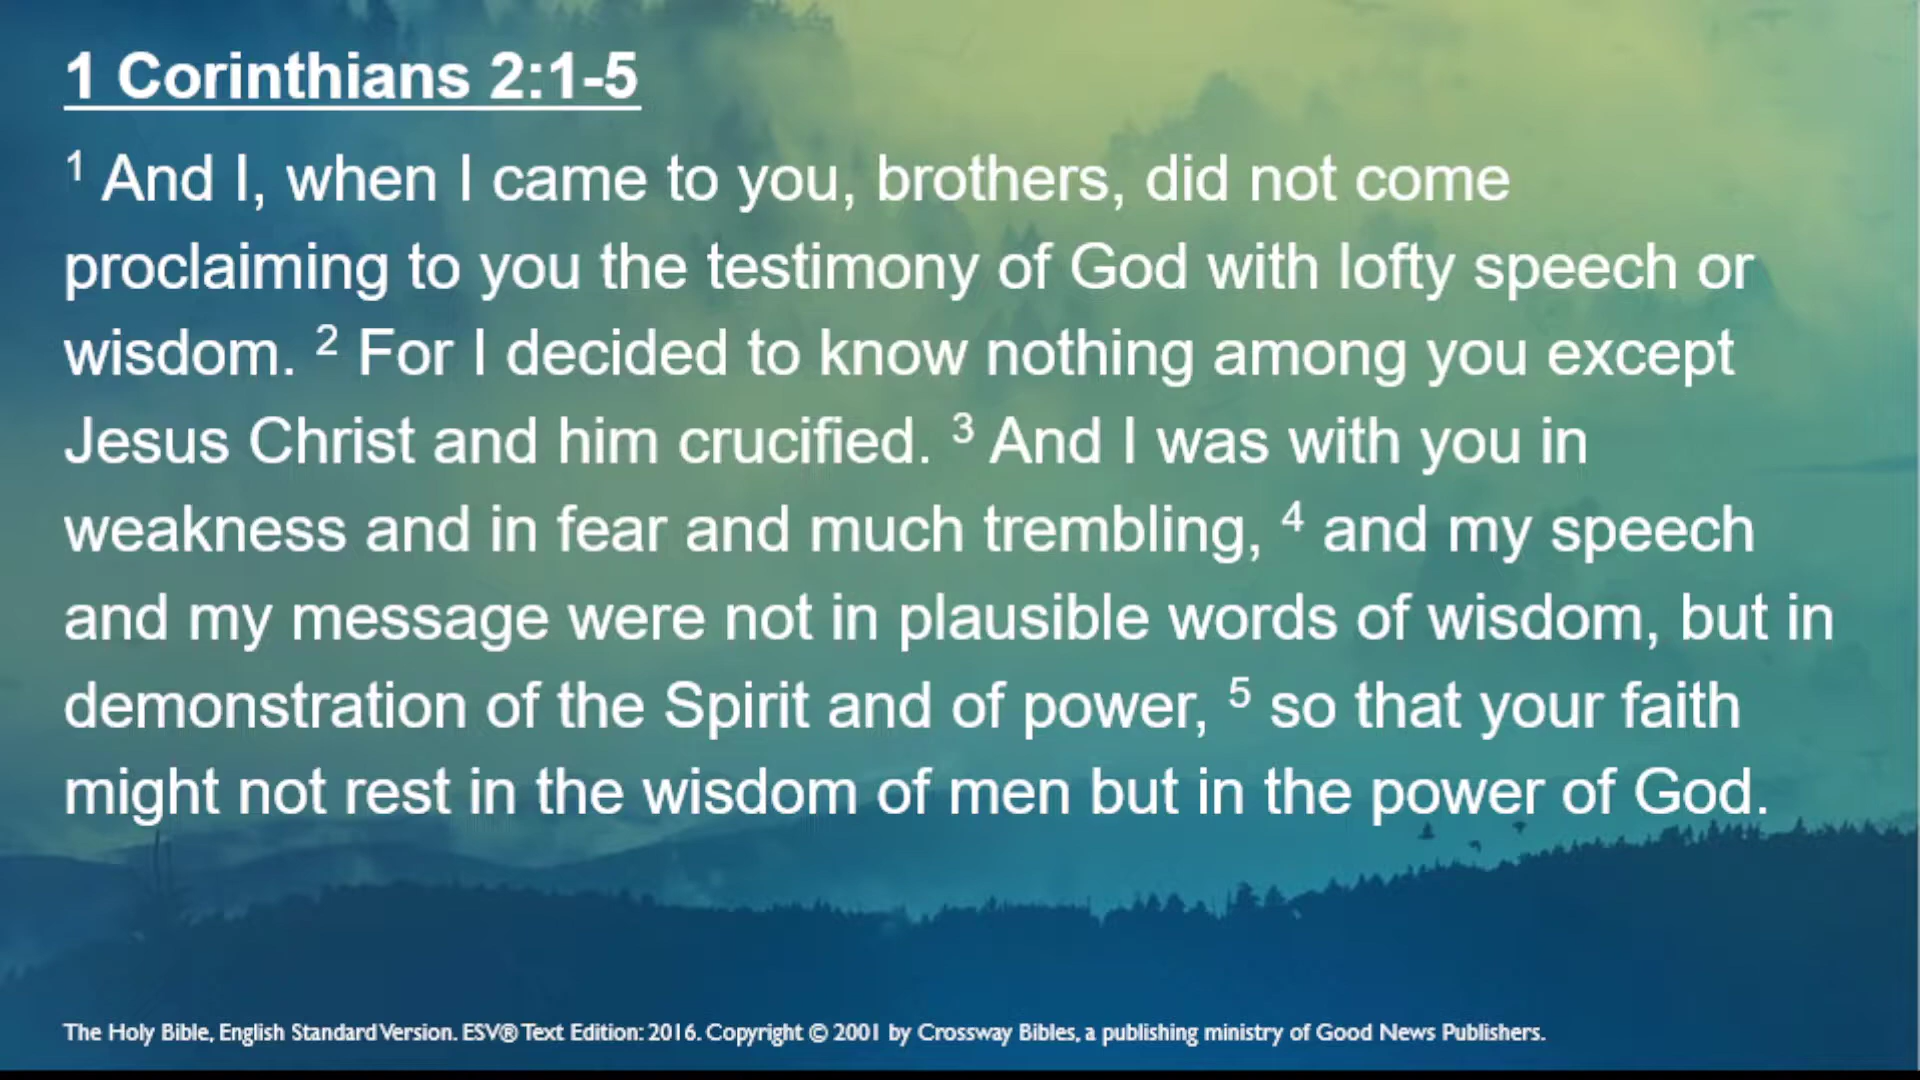 1 Corinthians 2:1-5
1 And I, when I came to you, brothers, did not come
proclaiming to you the testimony of God with lofty speech or
wisdom. 2 For I decided to know nothing among you except
Jesus Christ and him crucified. 3 And I was with you in
weakness and in fear and much trembling, 4 and my speech
and my message were not in plausible words of wisdom, but in
demonstration of the Spirit and of power, 5 so that your faith
might not rest in the wisdom of men but in the power of God.
The Holy Bible, English Standard Version. ESV® Text Edition: 2016. Copyright © 2001 by Crossway Bibles, a publishing ministry of Good News Publishers.